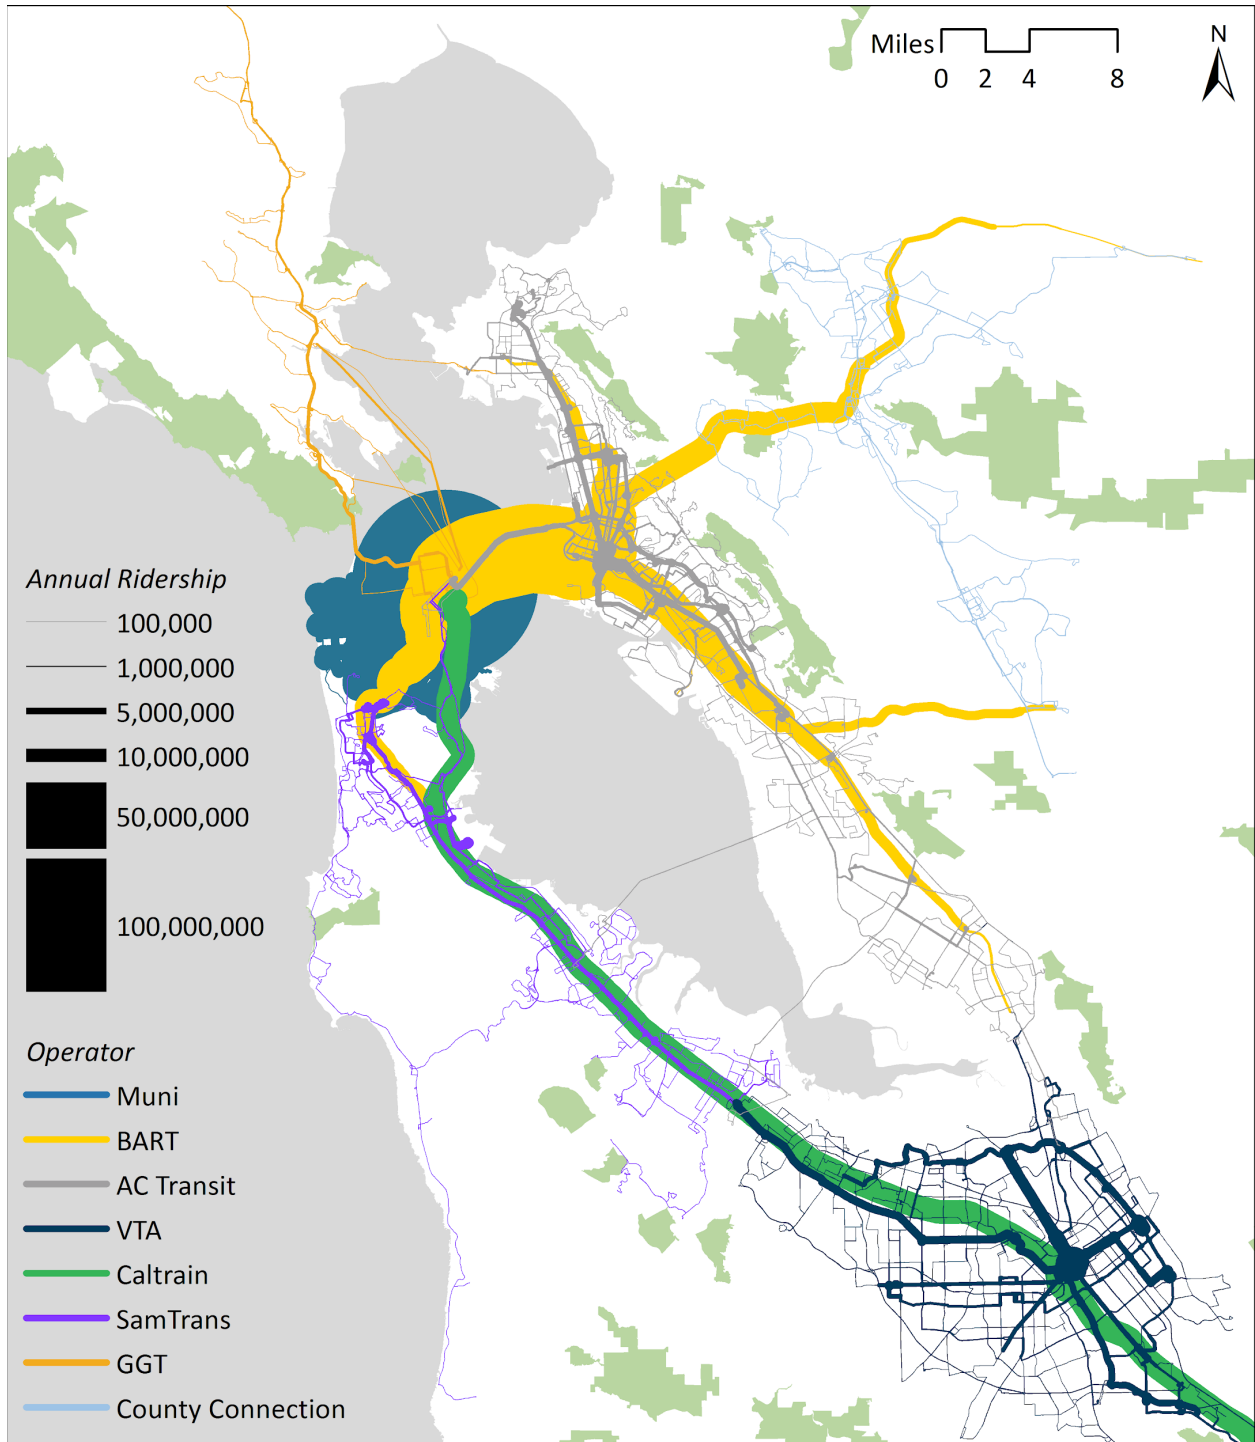 Miles
0 2 4 8
N
Annual Ridership
100,000
1,000,000
5,000,000
10,000,000
50,000,000
100,000,000
Operator
Muni
BART
AC Transit
VTA
Caltrain
SamTrans
GGT
County Connection